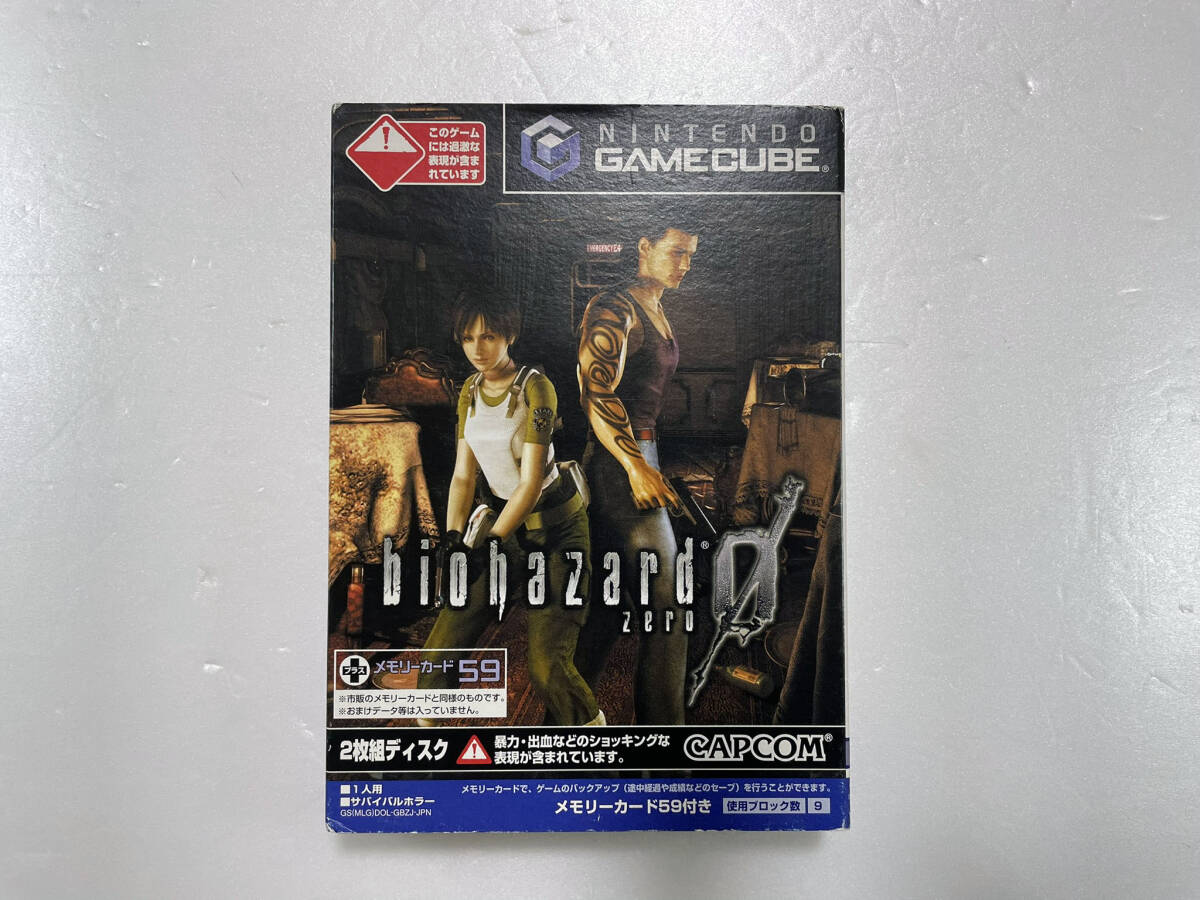 このゲーム
には過激な
表現が含ま
れています
NINTENDO
GAMECUBE®
EMERGENCY
biohazard®
zero
0
プラス メモリーカード 59
※市販のメモリーカードと同様のものです。
※おまけデータ等は入っていません。
2枚組ディスク
暴力・出血などのショッキングな
表現が含まれています。
CAPCOM®
■1人用
■サバイバルホラー
GS(MLG)DOL-GBZJ-JPN
メモリーカードで、ゲームのバックアップ(途中経過や成績などのセーブ)を行うことができます。
メモリーカード59付き 使用ブロック数 9